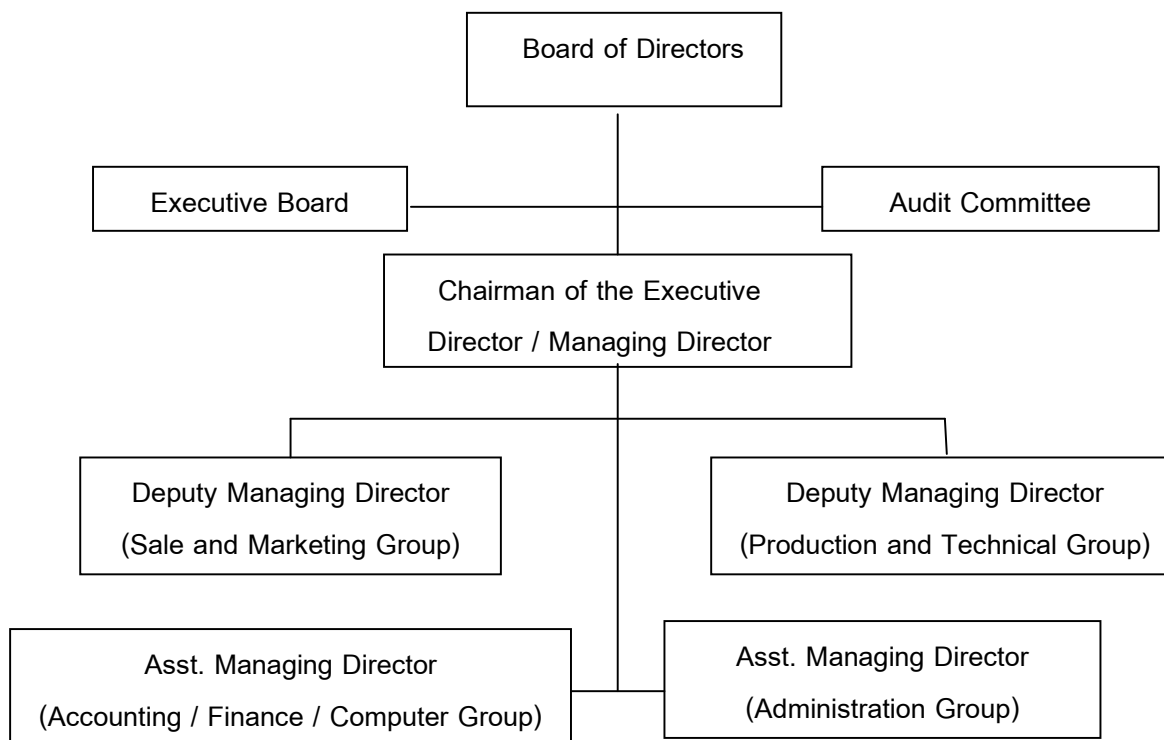 Board of Directors
Executive Board
Audit Committee
Chairman of the Executive
Director / Managing Director
Deputy Managing Director
(Sale and Marketing Group)
Deputy Managing Director
(Production and Technical Group)
Asst. Managing Director
(Accounting / Finance / Computer Group)
Asst. Managing Director
(Administration Group)